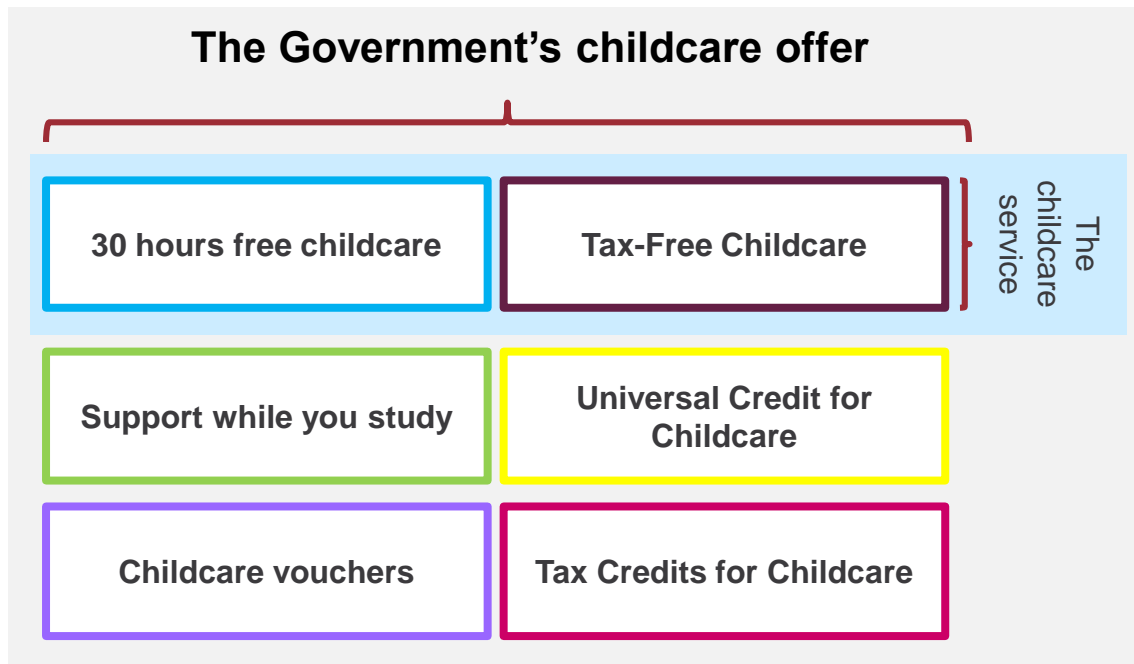 The Government’s childcare offer
30 hours free childcare
Tax-Free Childcare
The
childcare
service
Support while you study
Universal Credit for
Childcare
Childcare vouchers
Tax Credits for Childcare